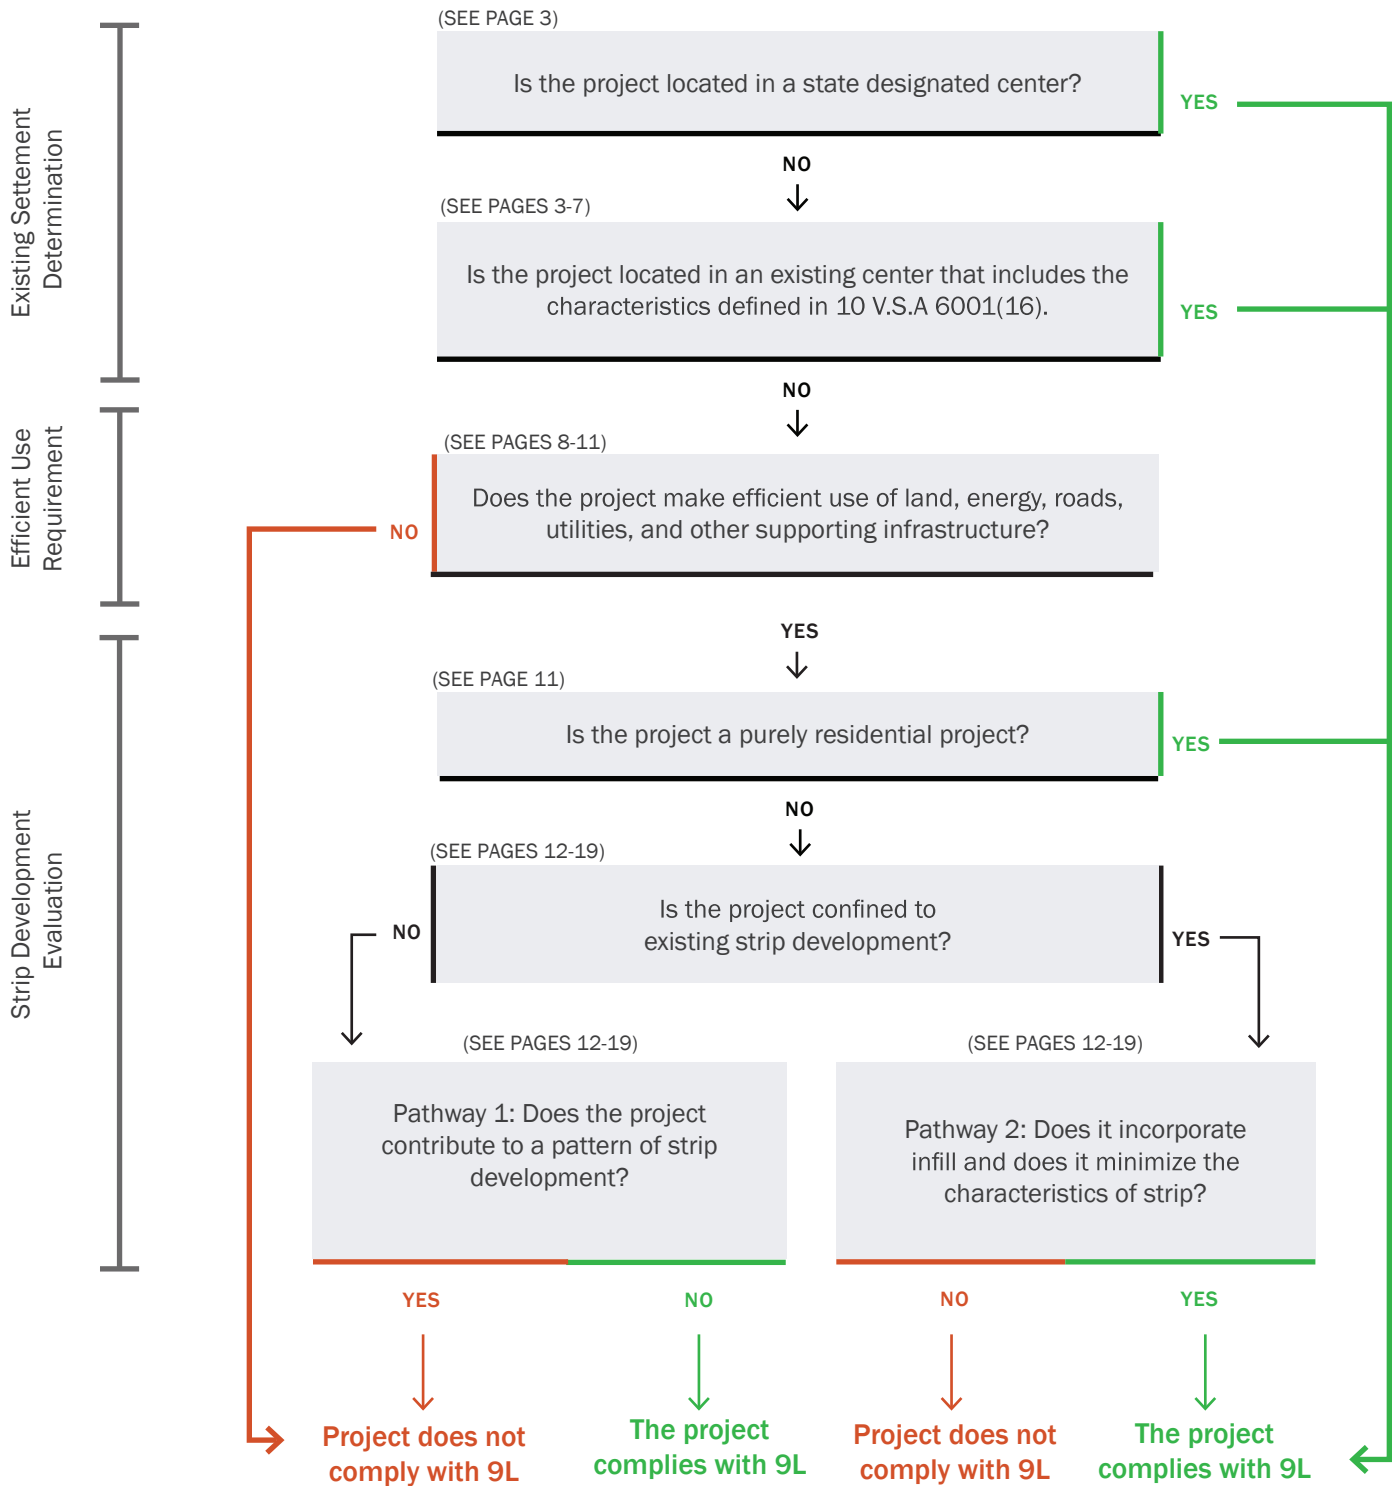 (SEE PAGE 3)
Is the project located in a state designated center?
YES
NO
Existing Settement
Determination
(SEE PAGES 3-7)
Is the project located in an existing center that includes the
characteristics defined in 10 V.S.A 6001(16).
YES
NO
Efficient Use
Requirement
(SEE PAGES 8-11)
Does the project make efficient use of land, energy, roads,
utilities, and other supporting infrastructure?
NO
YES
Strip Development
Evaluation
(SEE PAGE 11)
Is the project a purely residential project?
YES
NO
(SEE PAGES 12-19)
Is the project confined to
existing strip development?
NO
YES
(SEE PAGES 12-19)
Pathway 1: Does the project
contribute to a pattern of strip
development?
(SEE PAGES 12-19)
Pathway 2: Does it incorporate
infill and does it minimize the
characteristics of strip?
YES
NO
NO
YES
Project does not
comply with 9L
The project
complies with 9L
Project does not
comply with 9L
The project
complies with 9L